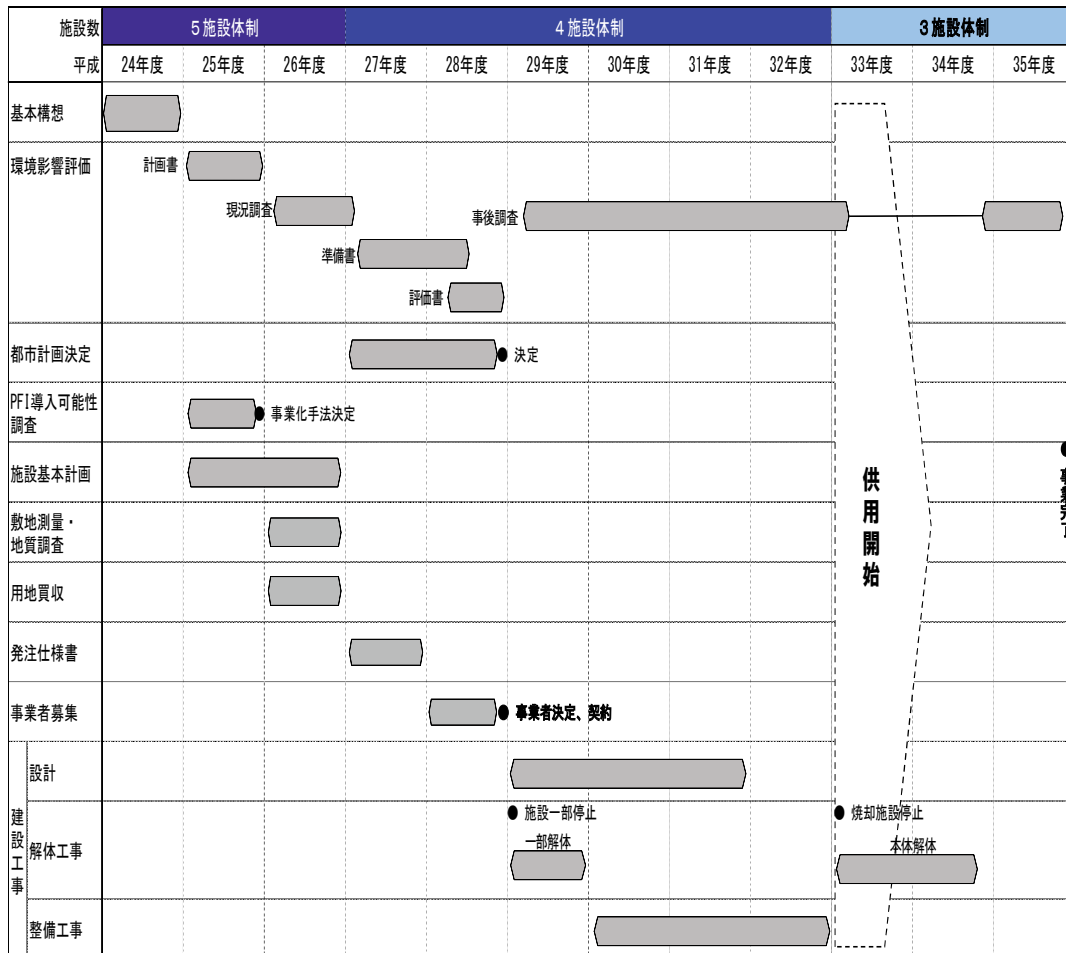 施設数 5施設体制 4施設体制 3施設体制
平成 24年度 25年度 26年度 27年度 28年度 29年度 30年度 31年度 32年度 33年度 34年度 35年度
基本構想
環境影響評価 計画書
現況調査 事後調査
準備書
評価書
都市計画決定 ● 決定
PFI導入可能性
調査
● 事業化手法決定
施設基本計画
敷地測量・
地質調査
用地買収
発注仕様書
事業者募集 ● 事業者決定、契約
建設工事
設計
解体工事
● 施設一部停止
一部解体
● 焼却施設停止
本体解体
整備工事
供用開始
● 事業完了